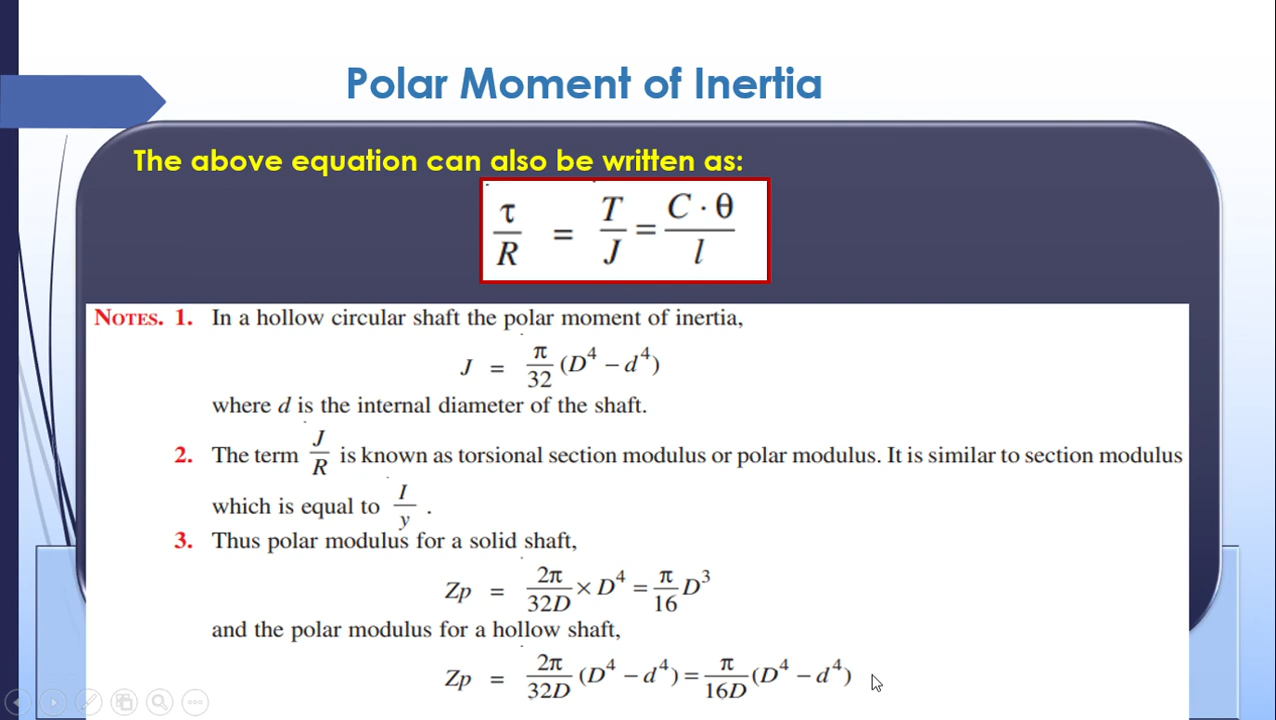 Polar Moment of Inertia
The above equation can also be written as:
τ/R = T/J = C · θ/l
NOTES. 1. In a hollow circular shaft the polar moment of inertia,
J = π/32 (D⁴ – d⁴)
where d is the internal diameter of the shaft.
2. The term J/R is known as torsional section modulus or polar modulus. It is similar to section modulus
which is equal to I/y .
3. Thus polar modulus for a solid shaft,
Zp = 2π/32D × D⁴ = π/16 D³
and the polar modulus for a hollow shaft,
Zp = 2π/32D (D⁴ – d⁴) = π/16D (D⁴ – d⁴)